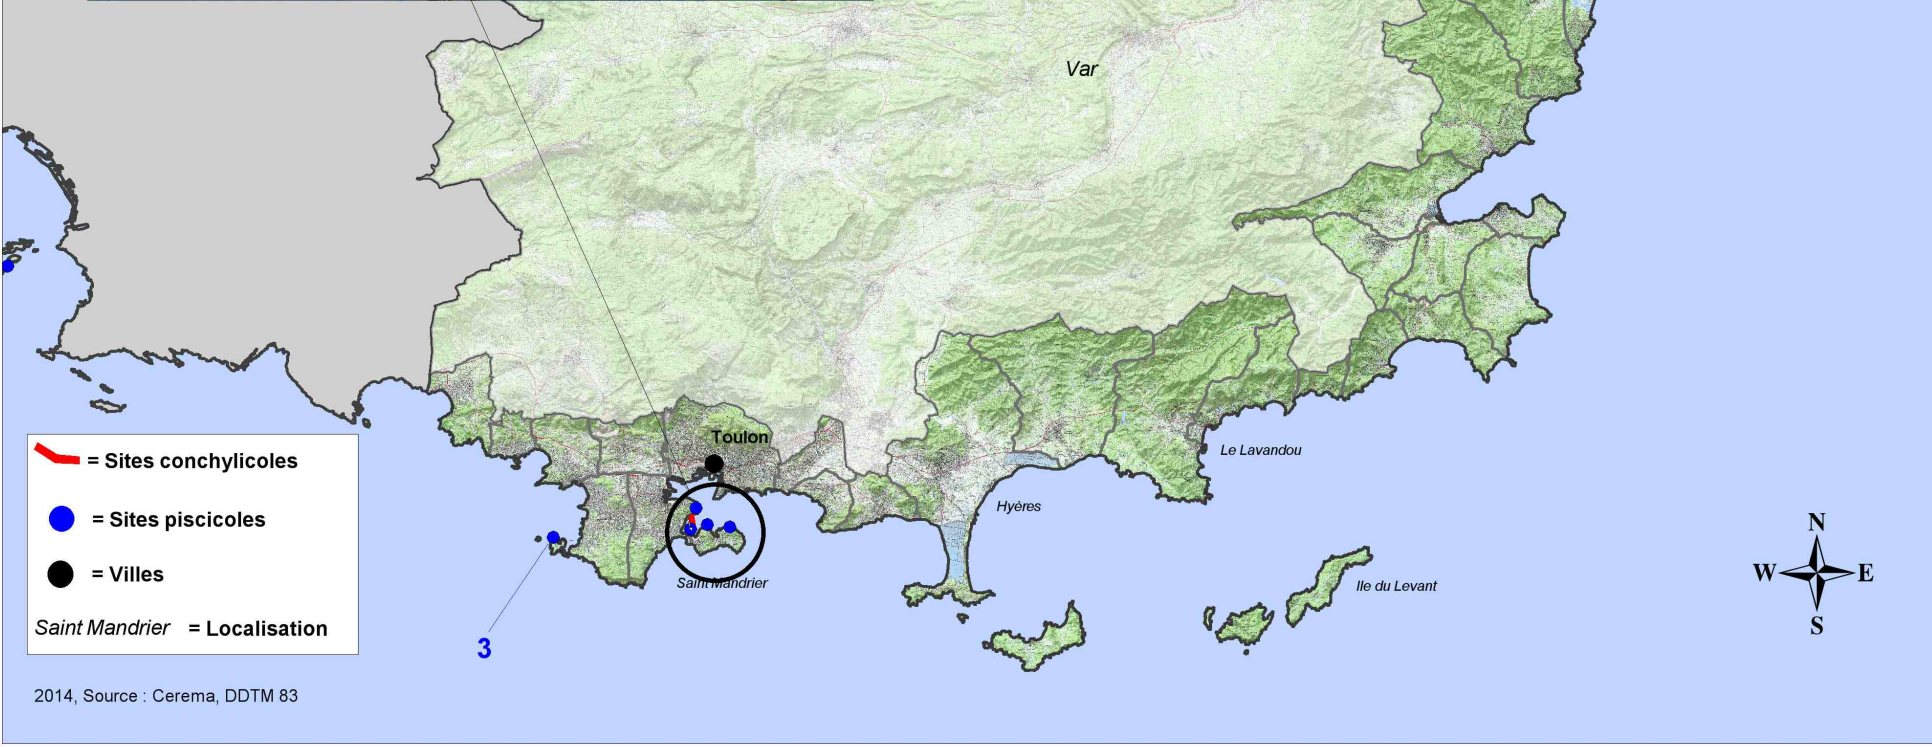 Var
Toulon
Le Lavandou
Hyères
Saint Mandrier
Ile du Levant
3
= Sites conchylicoles
= Sites piscicoles
= Villes
Saint Mandrier = Localisation
2014, Source : Cerema, DDTM 83
N
W E
S